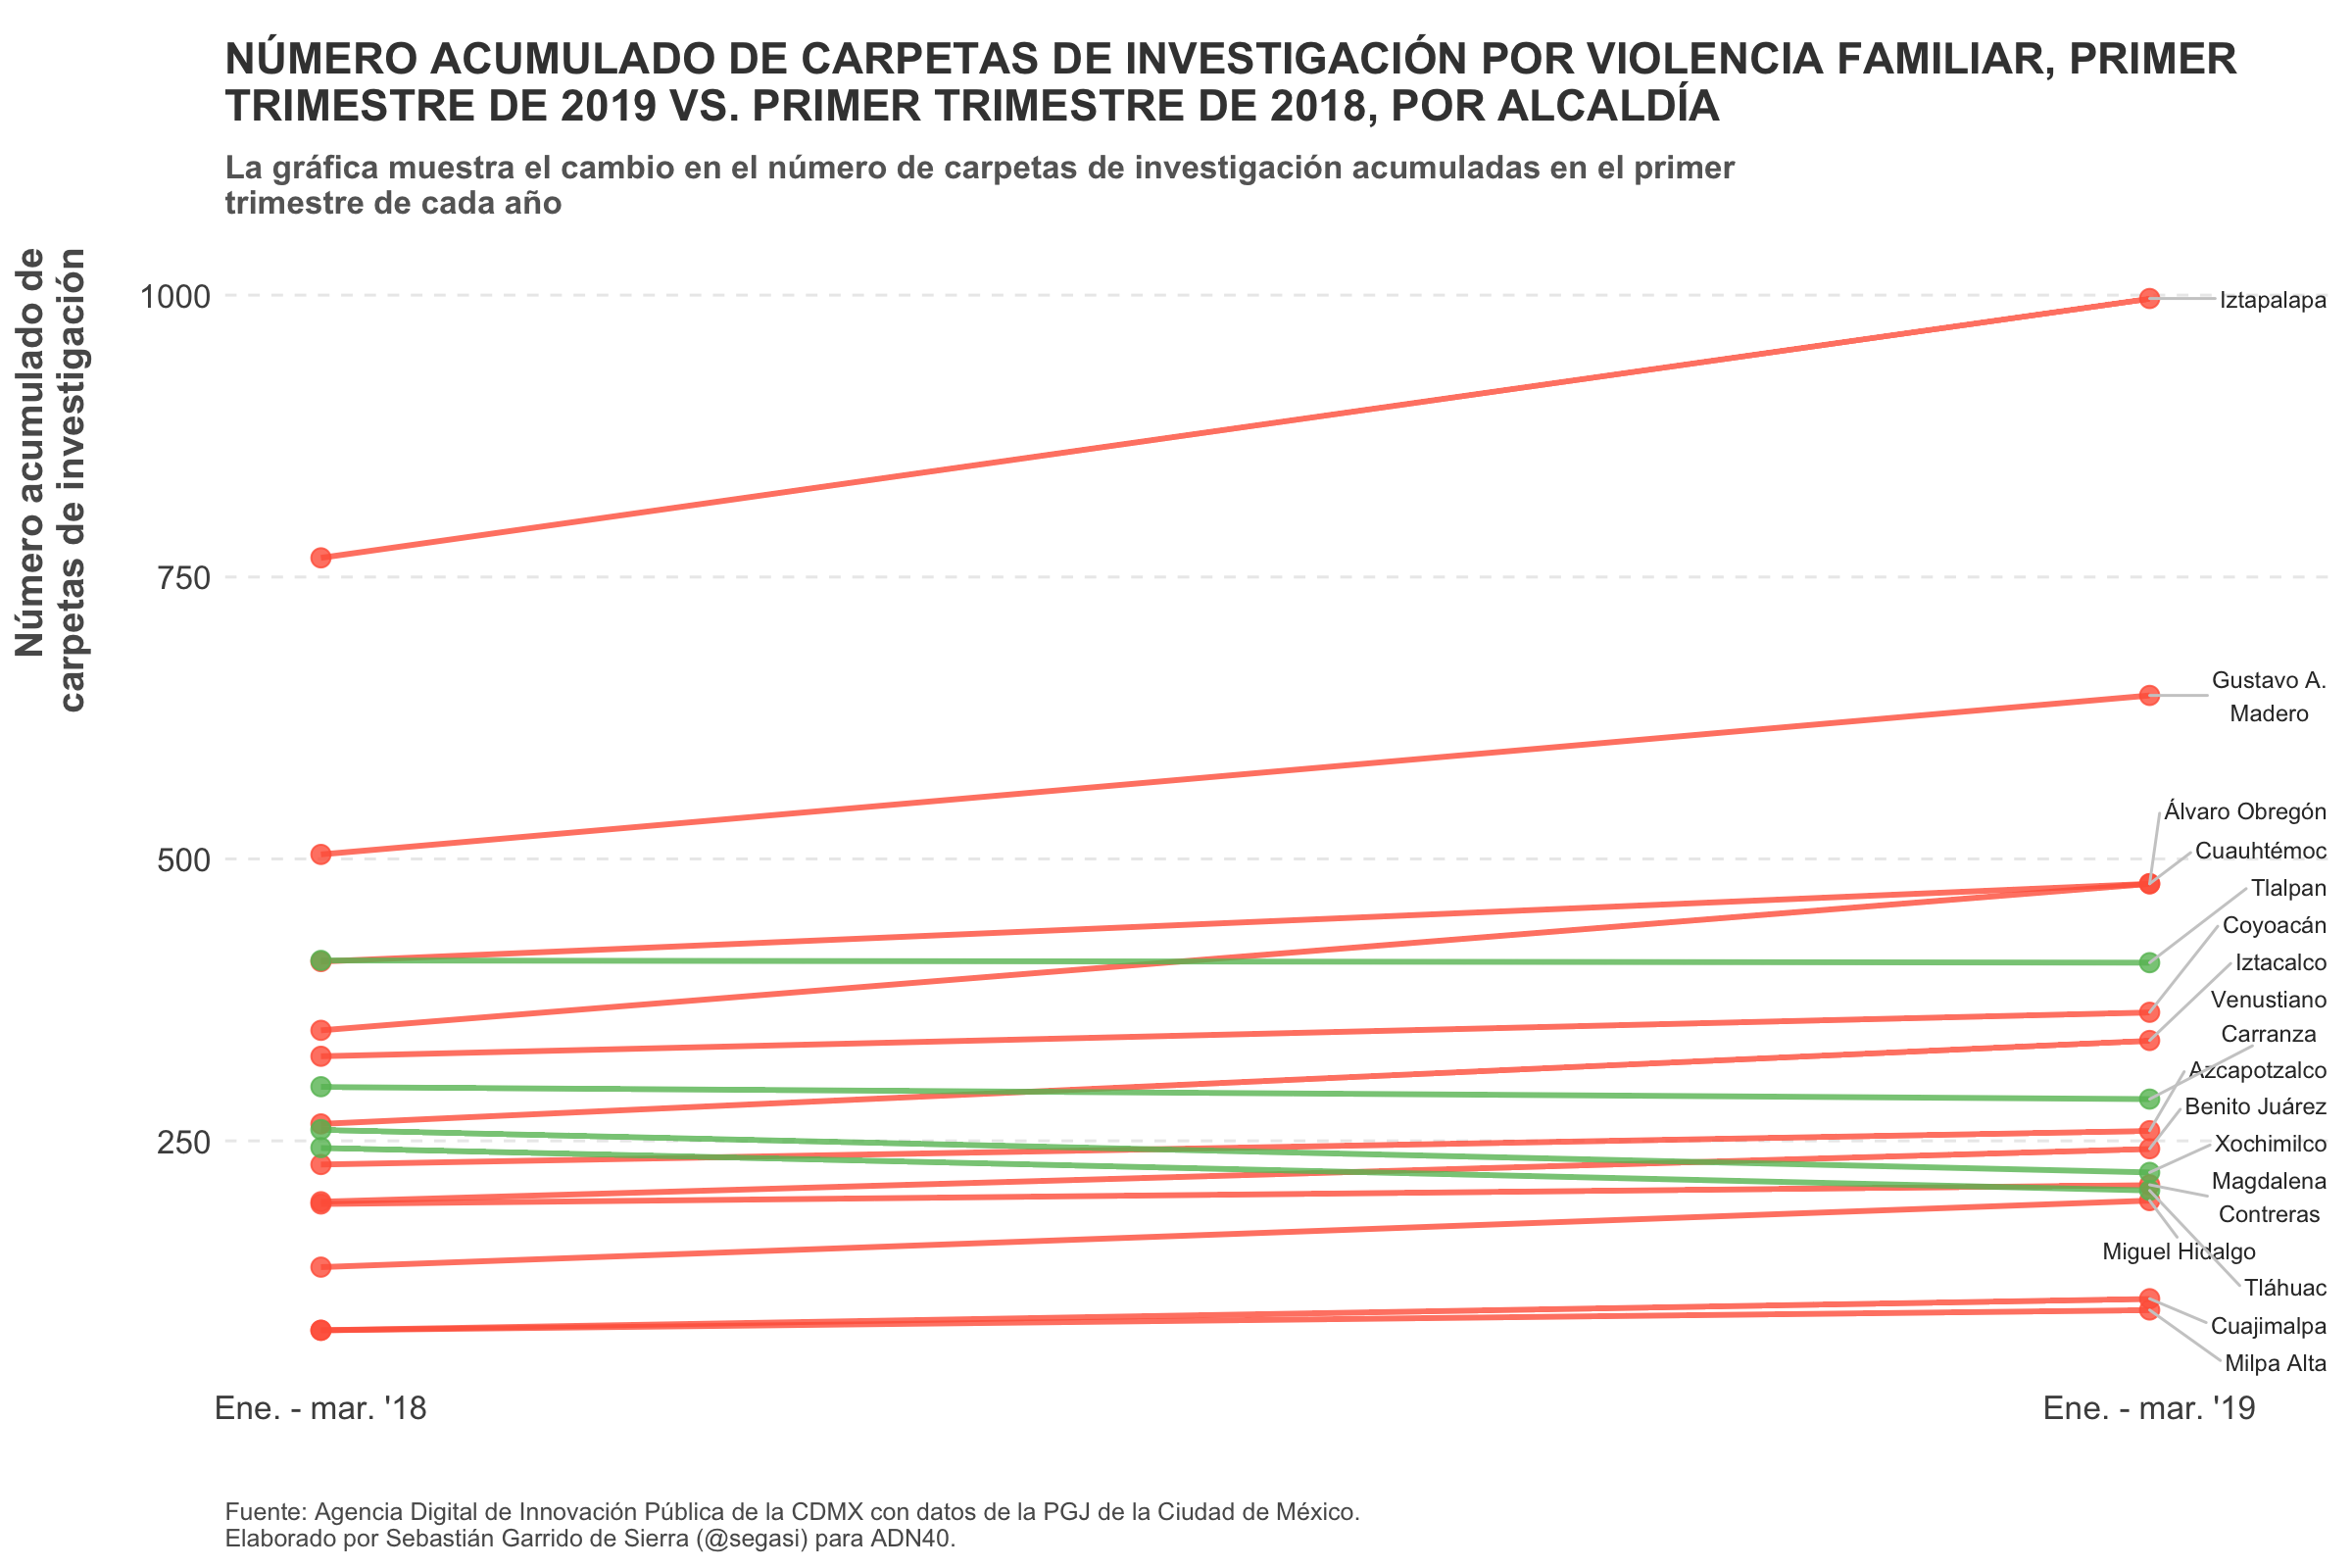 NÚMERO ACUMULADO DE CARPETAS DE INVESTIGACIÓN POR VIOLENCIA FAMILIAR, PRIMER
TRIMESTRE DE 2019 VS. PRIMER TRIMESTRE DE 2018, POR ALCALDÍA
La gráfica muestra el cambio en el número de carpetas de investigación acumuladas en el primer
trimestre de cada año
Número acumulado de
carpetas de investigación
1000
750
500
250
Iztapalapa
Gustavo A.
Madero
Álvaro Obregón
Cuauhtémoc
Tlalpan
Coyoacán
Iztacalco
Venustiano
Carranza
Azcapotzalco
Benito Juárez
Xochimilco
Magdalena
Contreras
Miguel Hidalgo
Tláhuac
Cuajimalpa
Milpa Alta
Ene. - mar. '18
Ene. - mar. '19
Fuente: Agencia Digital de Innovación Pública de la CDMX con datos de la PGJ de la Ciudad de México.
Elaborado por Sebastián Garrido de Sierra (@segasi) para ADN40.